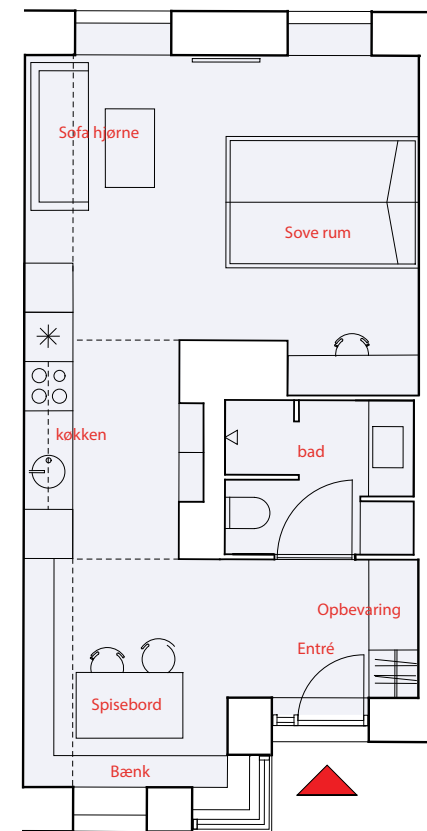 Sofa hjørne
Sove rum
køkken
bad
Opbevaring
Entré
Spisebord
Bænk